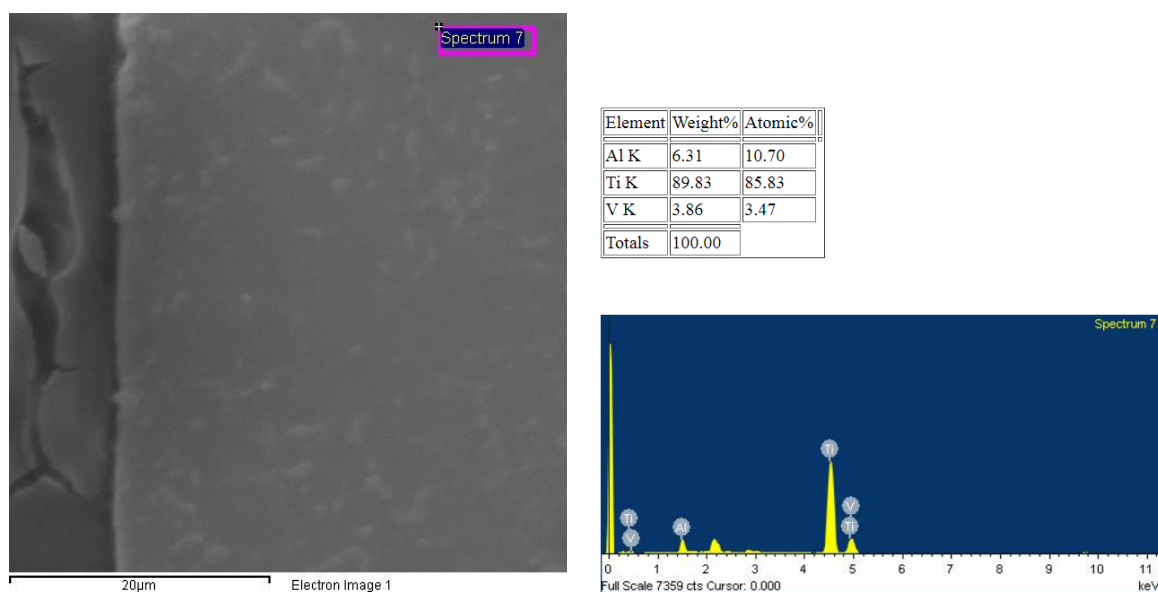 Spectrum 7
20µm Electron Image 1
Element Weight% Atomic%
Al K 6.31 10.70
Ti K 89.83 85.83
V K 3.86 3.47
Totals 100.00
Spectrum 7
Ti
V
Al
Ti
V
Ti
0 1 2 3 4 5 6 7 8 9 10 11
Full Scale 7359 cts Cursor: 0.000 keV